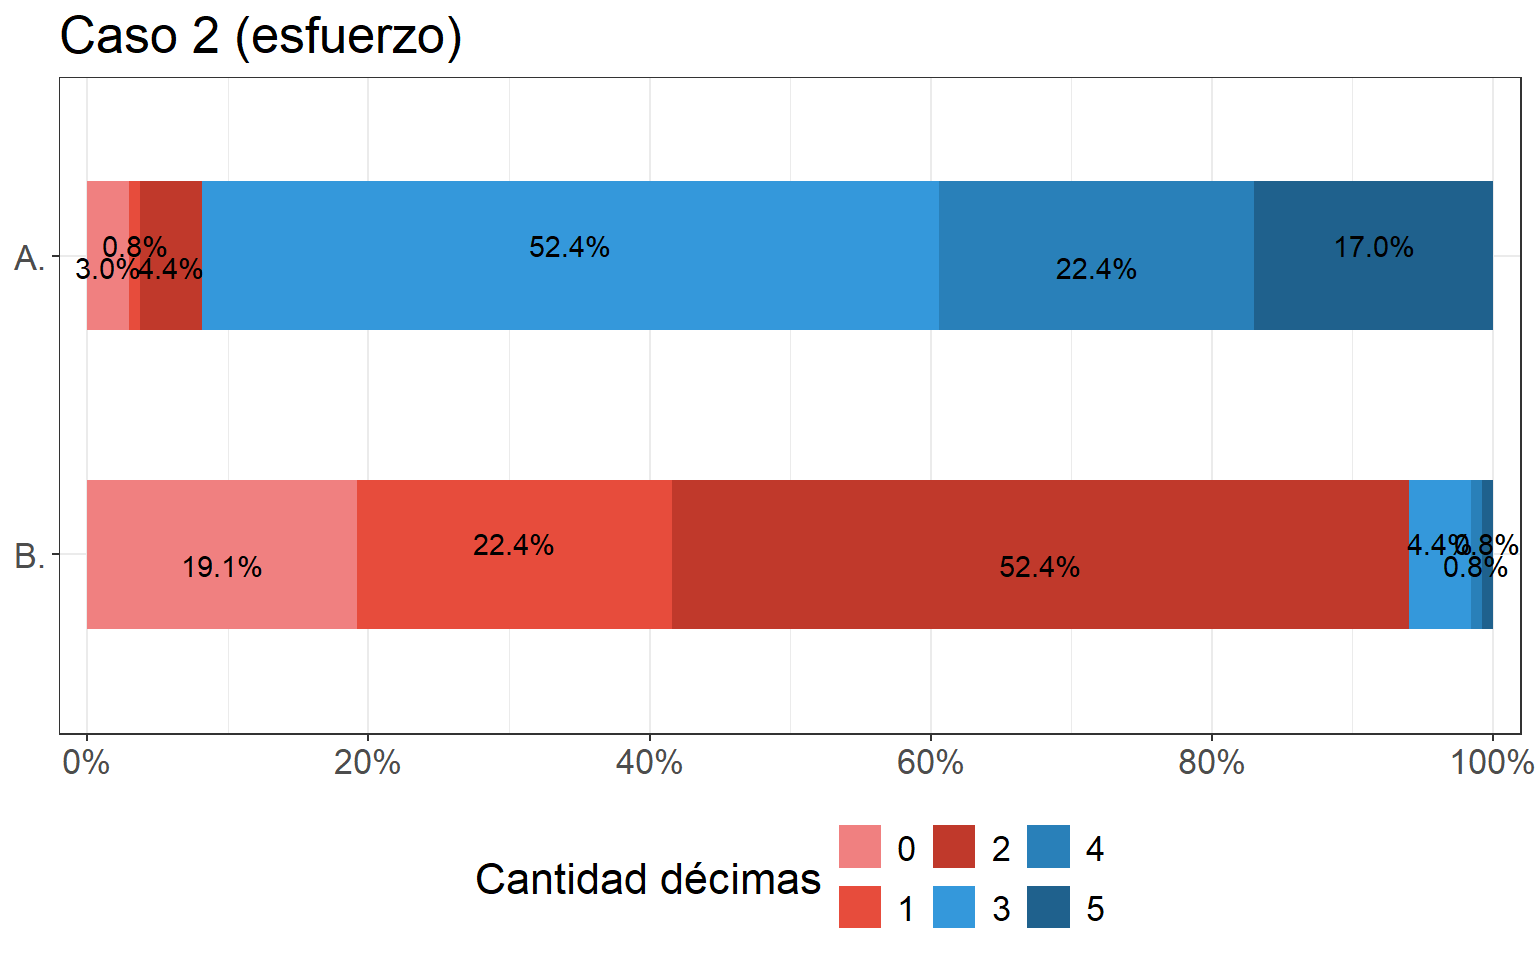 Caso 2 (esfuerzo)
A.
0.8% 52.4% 17.0%
3.0% 4.4% 22.4%
B.
22.4% 4.4% 0.8%
19.1% 52.4% 0.8%
0% 20% 40% 60% 80% 100%
Cantidad décimas
0 2 4
1 3 5